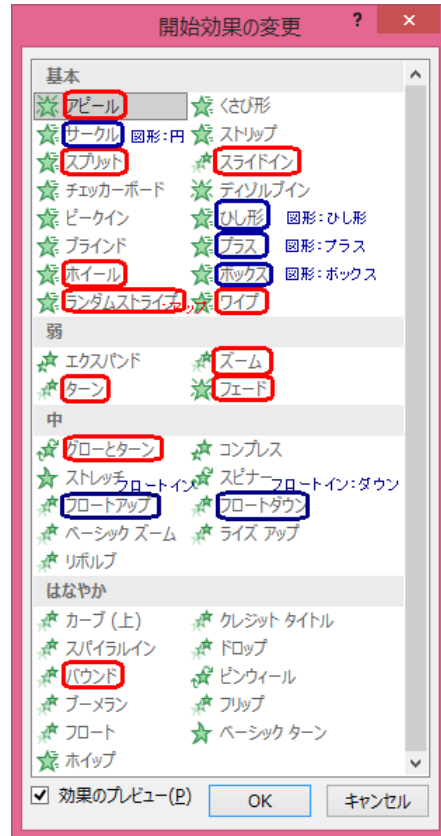 開始効果の変更 ? ×
基本
アピール くさび形
サークル 図形:円 ストリップ
スプリット スライドイン
チェッカーボード ディゾルブイン
ピークイン ひし形 図形:ひし形
ブラインド プラス 図形:プラス
ホイール ボックス 図形:ボックス
ランダムストライプ ワイプ
弱
エクスパンド ズーム
ターン フェード
中
グローとターン コンプレス
ストレッチ フロートイン スピナー フロートイン:ダウン
フロートアップ フロートダウン
ベーシック ズーム ライズ アップ
リボルブ
はなやか
カーブ (上) クレジット タイトル
スパイラルイン ドロップ
バウンド ピンウィール
ブーメラン フリップ
フロート ベーシック ターン
ホイップ
効果のプレビュー(P) OK キャンセル